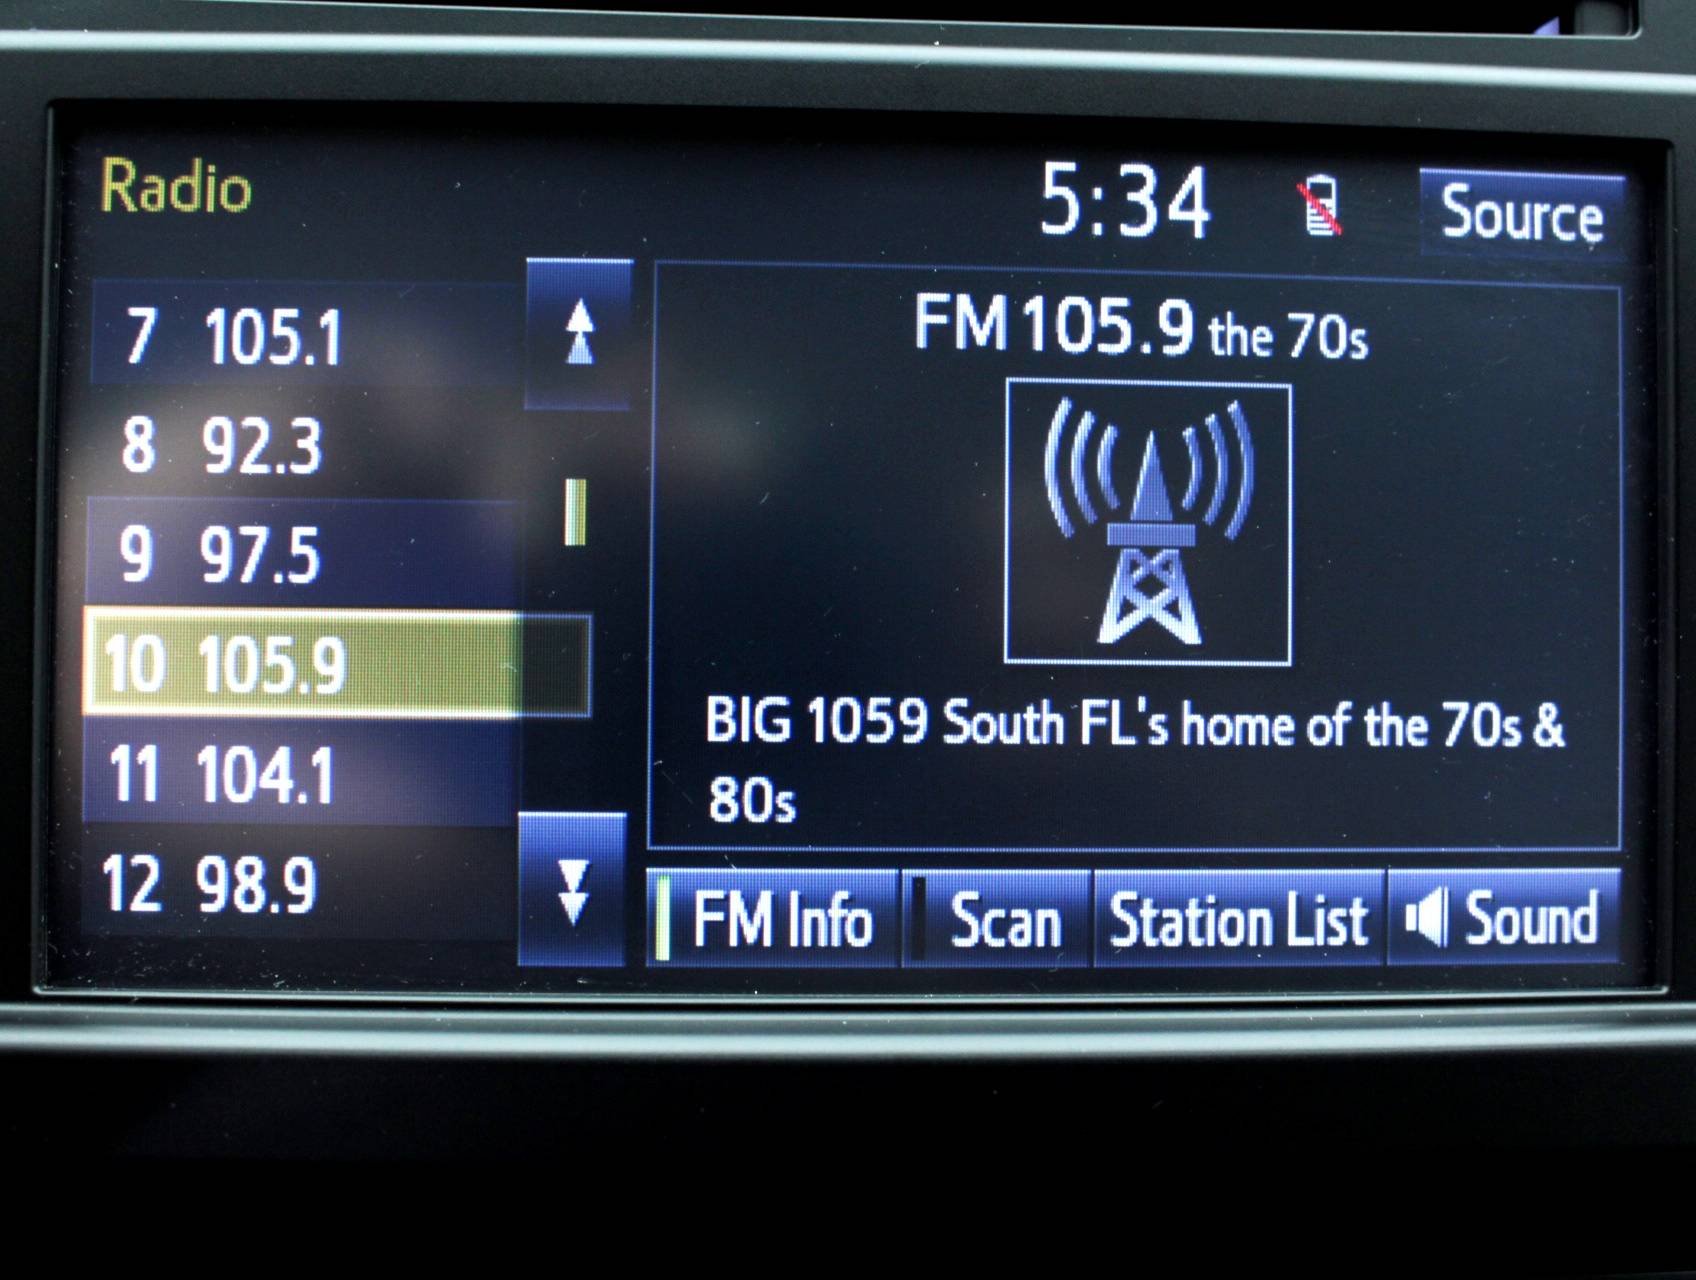 Radio
5:34
Source
7 105.1
8 92.3
9 97.5
10 105.9
11 104.1
12 98.9
FM 105.9 the 70s
BIG 1059 South FL's home of the 70s &
80s
FM Info
Scan
Station List
Sound